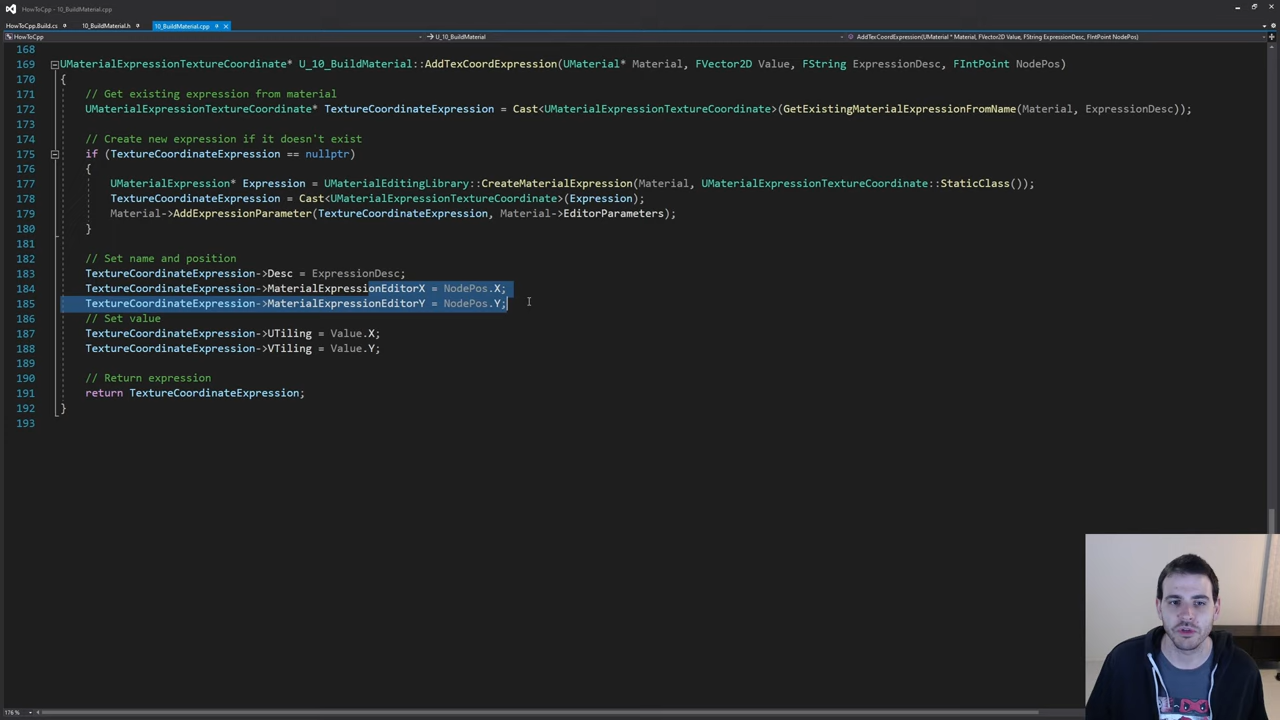 HowToCpp.Build.cs
10_BuildMaterial.h
10_BuildMaterial.cpp
HowToCpp
U_10_BuildMaterial
AddTexCoordExpression(UMaterial * Material, FVector2D Value, FString ExpressionDesc, FIntPoint NodePos)
168
169 UMaterialExpressionTextureCoordinate* U_10_BuildMaterial::AddTexCoordExpression(UMaterial* Material, FVector2D Value, FString ExpressionDesc, FIntPoint NodePos)
170 {
171 // Get existing expression from material
172 UMaterialExpressionTextureCoordinate* TextureCoordinateExpression = Cast<UMaterialExpressionTextureCoordinate>(GetExistingMaterialExpressionFromName(Material, ExpressionDesc));
173
174 // Create new expression if it doesn't exist
175 if (TextureCoordinateExpression == nullptr)
176 {
177 UMaterialExpression* Expression = UMaterialEditingLibrary::CreateMaterialExpression(Material, UMaterialExpressionTextureCoordinate::StaticClass());
178 TextureCoordinateExpression = Cast<UMaterialExpressionTextureCoordinate>(Expression);
179 Material->AddExpressionParameter(TextureCoordinateExpression, Material->EditorParameters);
180 }
181
182 // Set name and position
183 TextureCoordinateExpression->Desc = ExpressionDesc;
184 TextureCoordinateExpression->MaterialExpressionEditorX = NodePos.X;
185 TextureCoordinateExpression->MaterialExpressionEditorY = NodePos.Y;
186 // Set value
187 TextureCoordinateExpression->UTiling = Value.X;
188 TextureCoordinateExpression->VTiling = Value.Y;
189
190 // Return expression
191 return TextureCoordinateExpression;
192 }
193
176 %